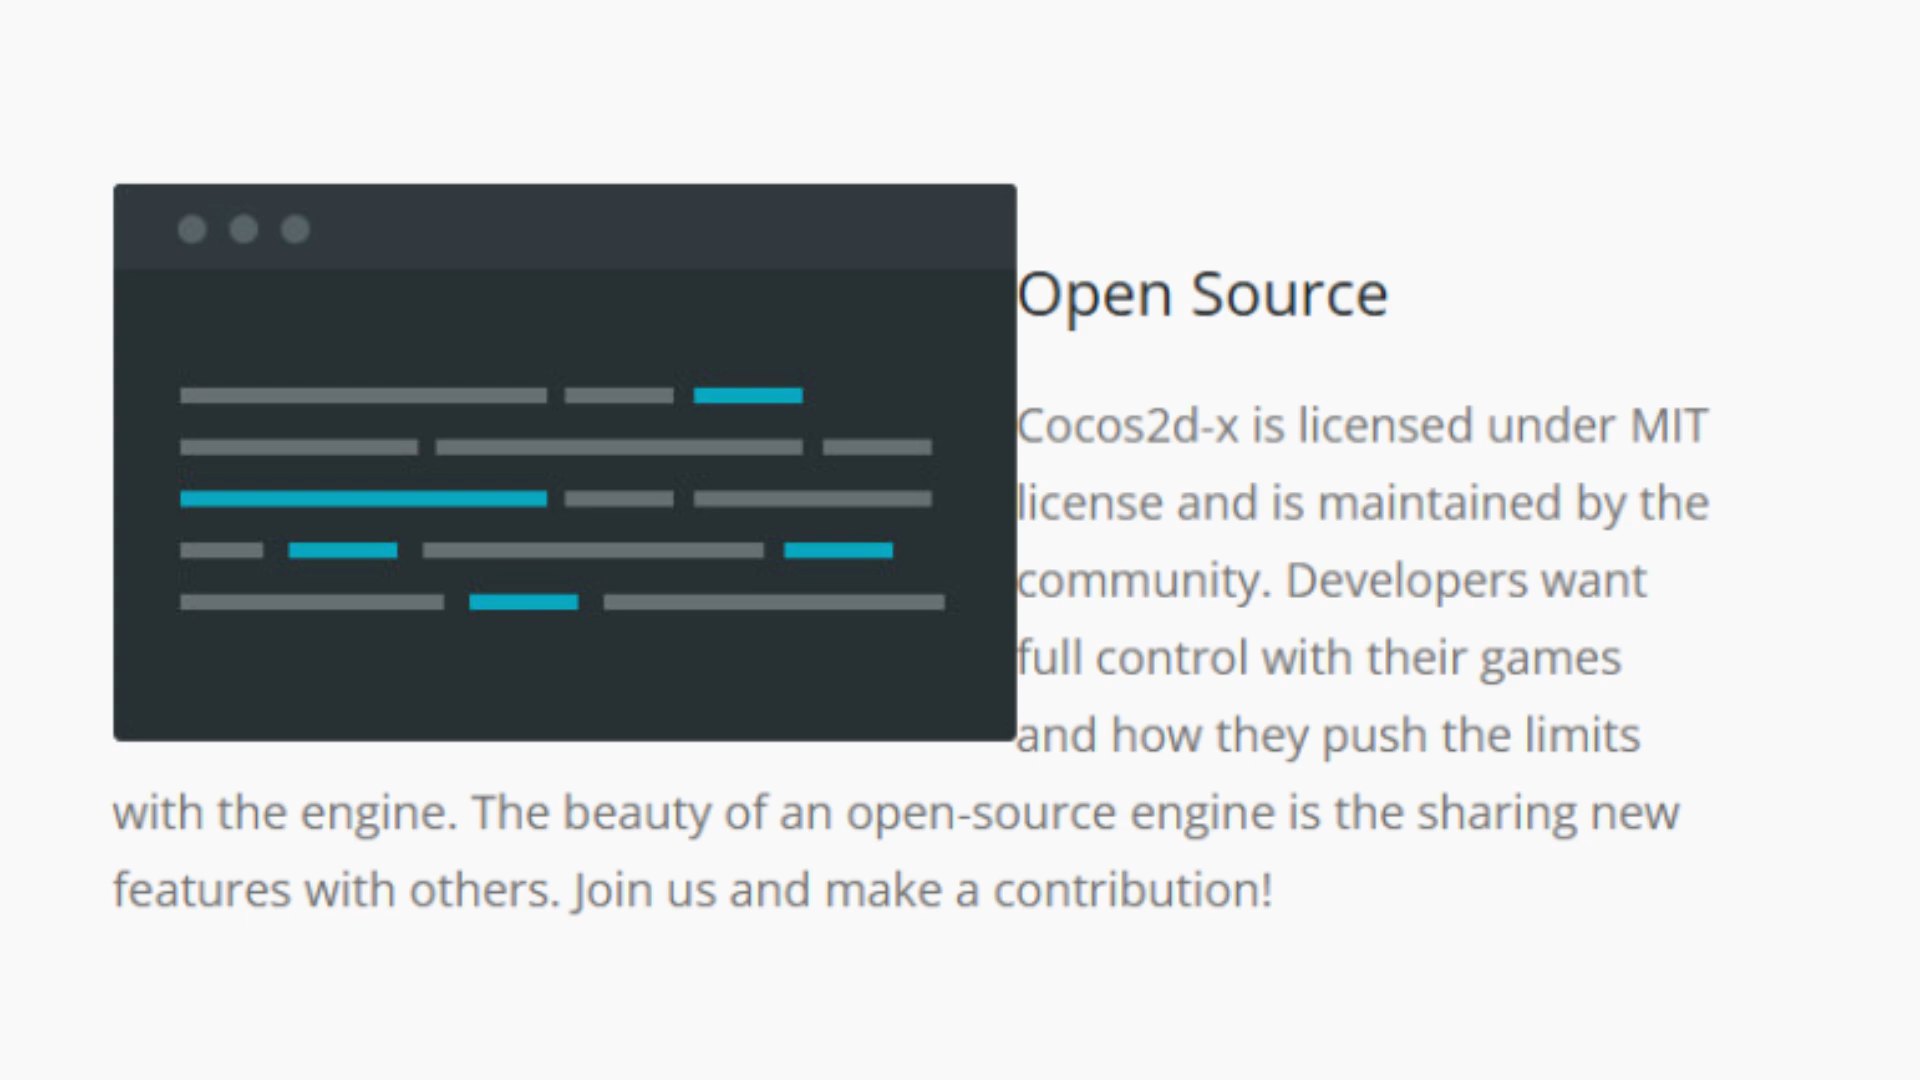 Open Source
Cocos2d-x is licensed under MIT
license and is maintained by the
community. Developers want
full control with their games
and how they push the limits
with the engine. The beauty of an open-source engine is the sharing new
features with others. Join us and make a contribution!